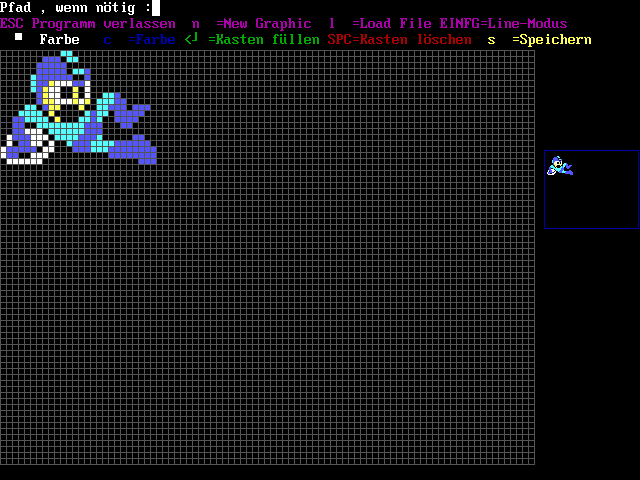 Pfad , wenn nötig :
ESC Programm verlassen n =New Graphic l =Load File EINFG=Line-Modus
■ Farbe c =Farbe <┘ =Kasten füllen SPC=Kasten löschen s =Speichern